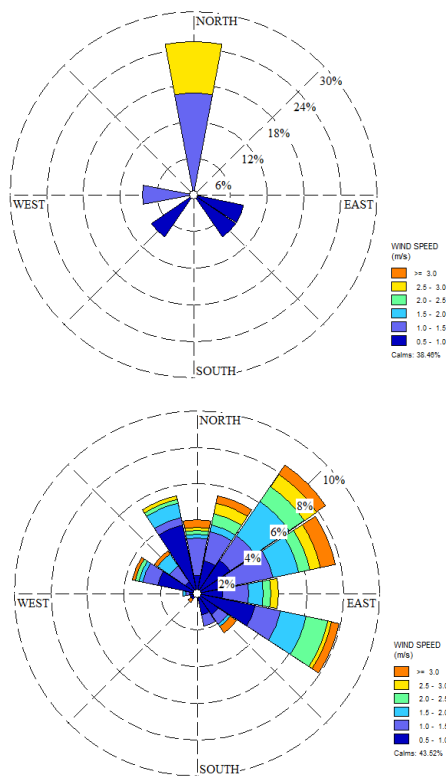 NORTH
30%
24%
18%
12%
6%
WEST
EAST
SOUTH
WIND SPEED
(m/s)
>= 3.0
2.5 - 3.0
2.0 - 2.5
1.5 - 2.0
1.0 - 1.5
0.5 - 1.0
Calms: 38.46%
NORTH
10%
8%
6%
4%
2%
WEST
EAST
SOUTH
WIND SPEED
(m/s)
>= 3.0
2.5 - 3.0
2.0 - 2.5
1.5 - 2.0
1.0 - 1.5
0.5 - 1.0
Calms: 43.52%